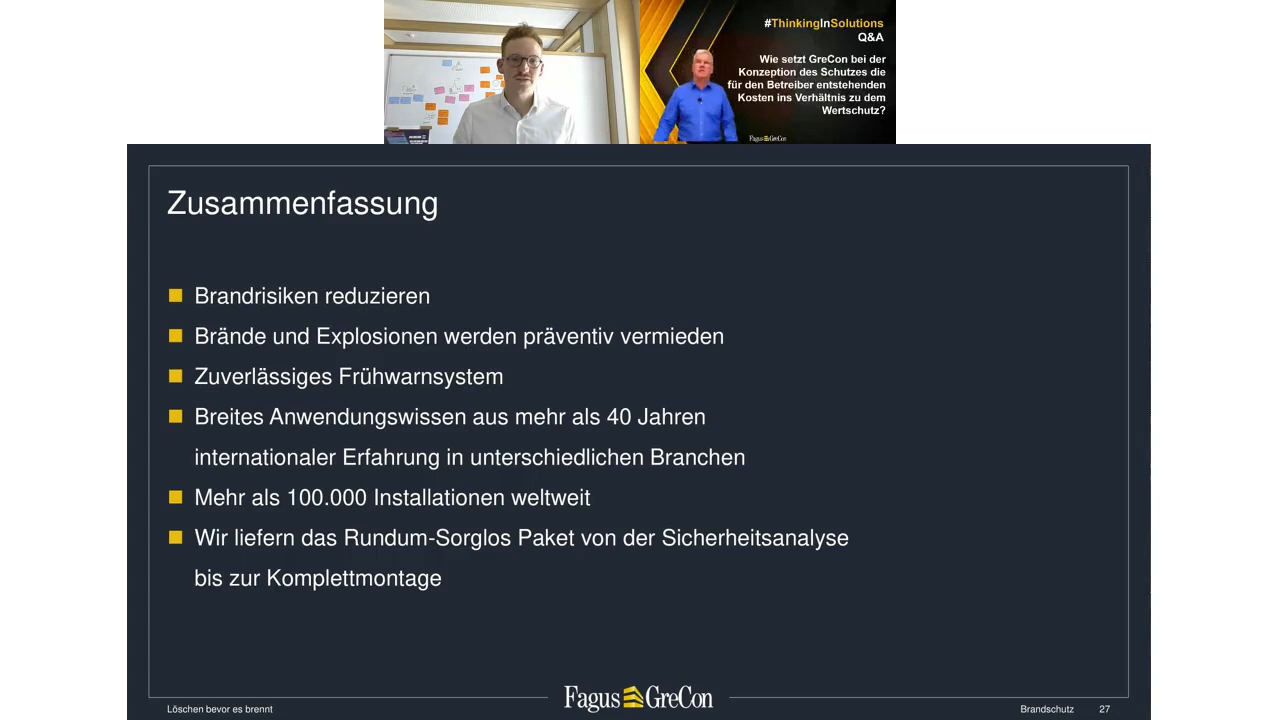 #ThinkingInSolutions
Q&A
Wie setzt GreCon bei der
Konzeption des Schutzes die
für den Betreiber entstehenden
Kosten ins Verhältnis zu dem
Wertschutz?
Fagus GreCon
Zusammenfassung
Brandrisiken reduzieren
Brände und Explosionen werden präventiv vermieden
Zuverlässiges Frühwarnsystem
Breites Anwendungswissen aus mehr als 40 Jahren
internationaler Erfahrung in unterschiedlichen Branchen
Mehr als 100.000 Installationen weltweit
Wir liefern das Rundum-Sorglos Paket von der Sicherheitsanalyse
bis zur Komplettmontage
Fagus GreCon
Löschen bevor es brennt
Brandschutz 27